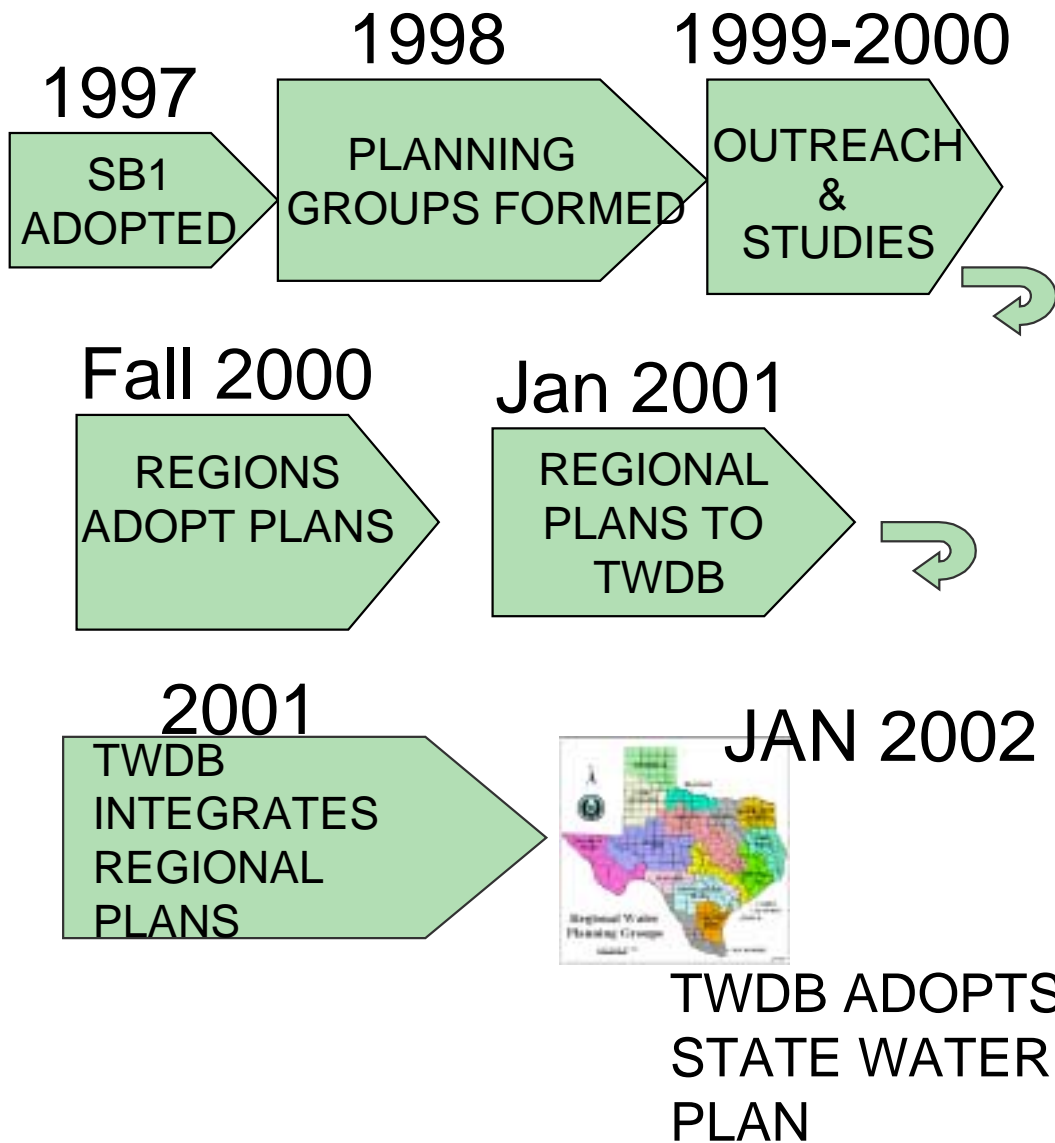 1997
SB1
ADOPTED
1998
PLANNING
GROUPS FORMED
1999-2000
OUTREACH
&
STUDIES
Fall 2000
REGIONS
ADOPT PLANS
Jan 2001
REGIONAL
PLANS TO
TWDB
2001
TWDB
INTEGRATES
REGIONAL
PLANS
JAN 2002
Regional Water
Planning Groups
TWDB ADOPTS
STATE WATER
PLAN